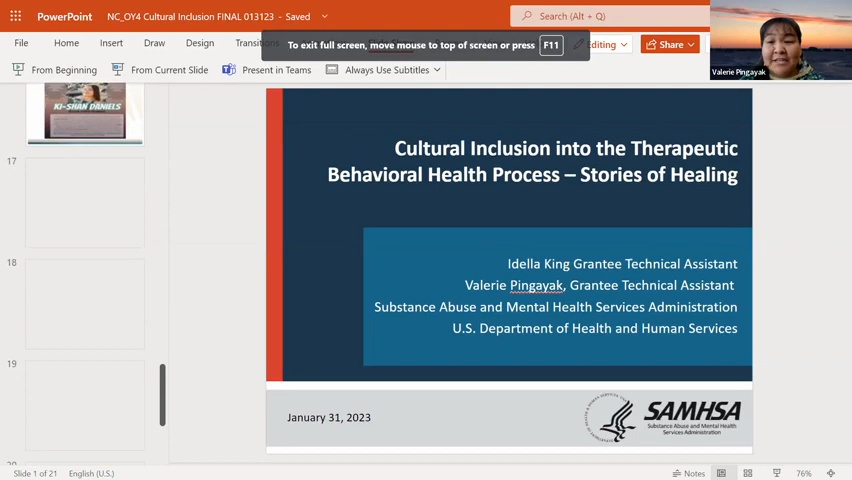 PowerPoint
NC_OY4 Cultural Inclusion FINAL 013123 - Saved
Search (Alt + Q)
File
Home
Insert
Draw
Design
Transitions
To exit full screen, move mouse to top of screen or press F11
Editing
Share
Valerie Pingayak
From Beginning
From Current Slide
Present in Teams
Always Use Subtitles
KI-SHAN DANIELS
17
18
19
Cultural Inclusion into the Therapeutic
Behavioral Health Process – Stories of Healing
Idella King Grantee Technical Assistant
Valerie Pingayak, Grantee Technical Assistant
Substance Abuse and Mental Health Services Administration
U.S. Department of Health and Human Services
January 31, 2023
SAMHSA
Substance Abuse and Mental Health
Services Administration
Slide 1 of 21
English (U.S.)
Notes
76%